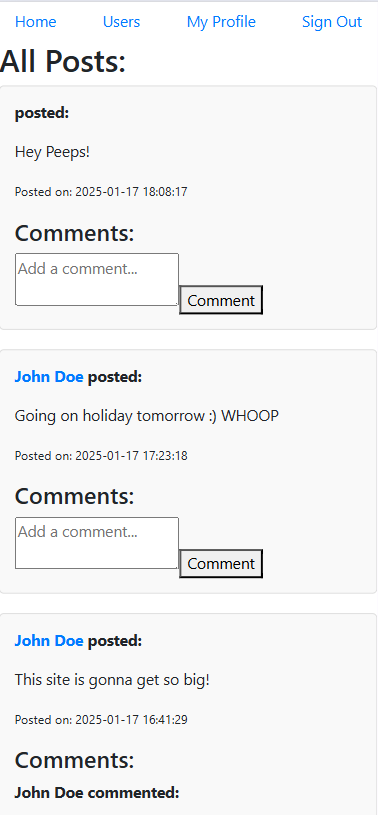 Home Users My Profile Sign Out
All Posts:
posted:
Hey Peeps!
Posted on: 2025-01-17 18:08:17
Comments:
Add a comment...
Comment
John Doe posted:
Going on holiday tomorrow :) WHOOP
Posted on: 2025-01-17 17:23:18
Comments:
Add a comment...
Comment
John Doe posted:
This site is gonna get so big!
Posted on: 2025-01-17 16:41:29
Comments:
John Doe commented: